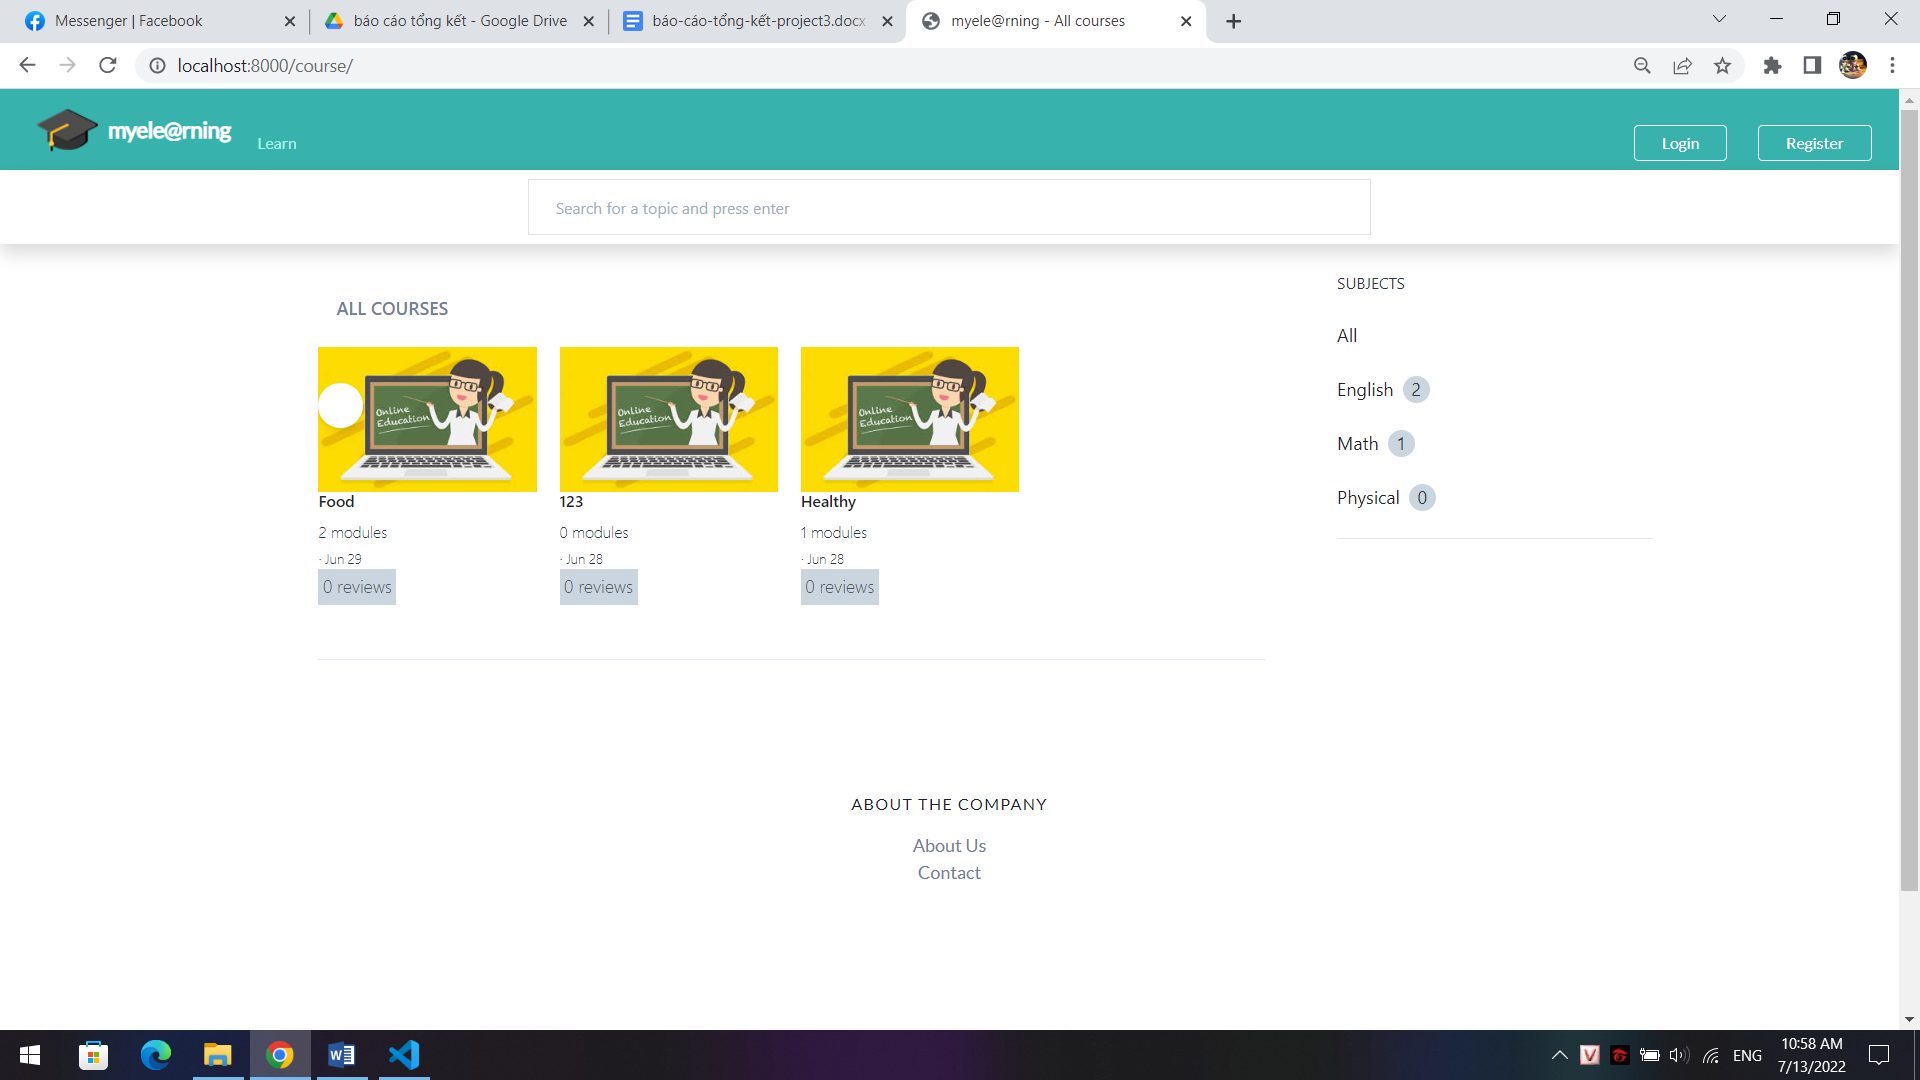 Messenger | Facebook
báo cáo tổng kết - Google Drive
báo-cáo-tổng-kết-project3.docx
myele@rning - All courses
localhost:8000/course/
myele@rning
Learn
Login
Register
Search for a topic and press enter
SUBJECTS
All
English 2
Math 1
Physical 0
ALL COURSES
Online
Education
Online
Education
Online
Education
Food
123
Healthy
2 modules
0 modules
1 modules
· Jun 29
· Jun 28
· Jun 28
0 reviews
0 reviews
0 reviews
ABOUT THE COMPANY
About Us
Contact
ENG
10:58 AM
7/13/2022